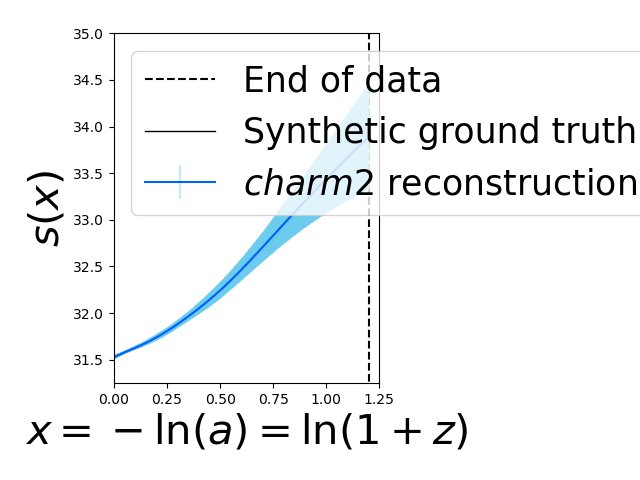 35.0
34.5
34.0
33.5
33.0
32.5
32.0
31.5
s(x)
End of data
Synthetic ground truth
charm2 reconstruction
0.00 0.25 0.50 0.75 1.00 1.25
x = −ln(a) = ln(1 + z)